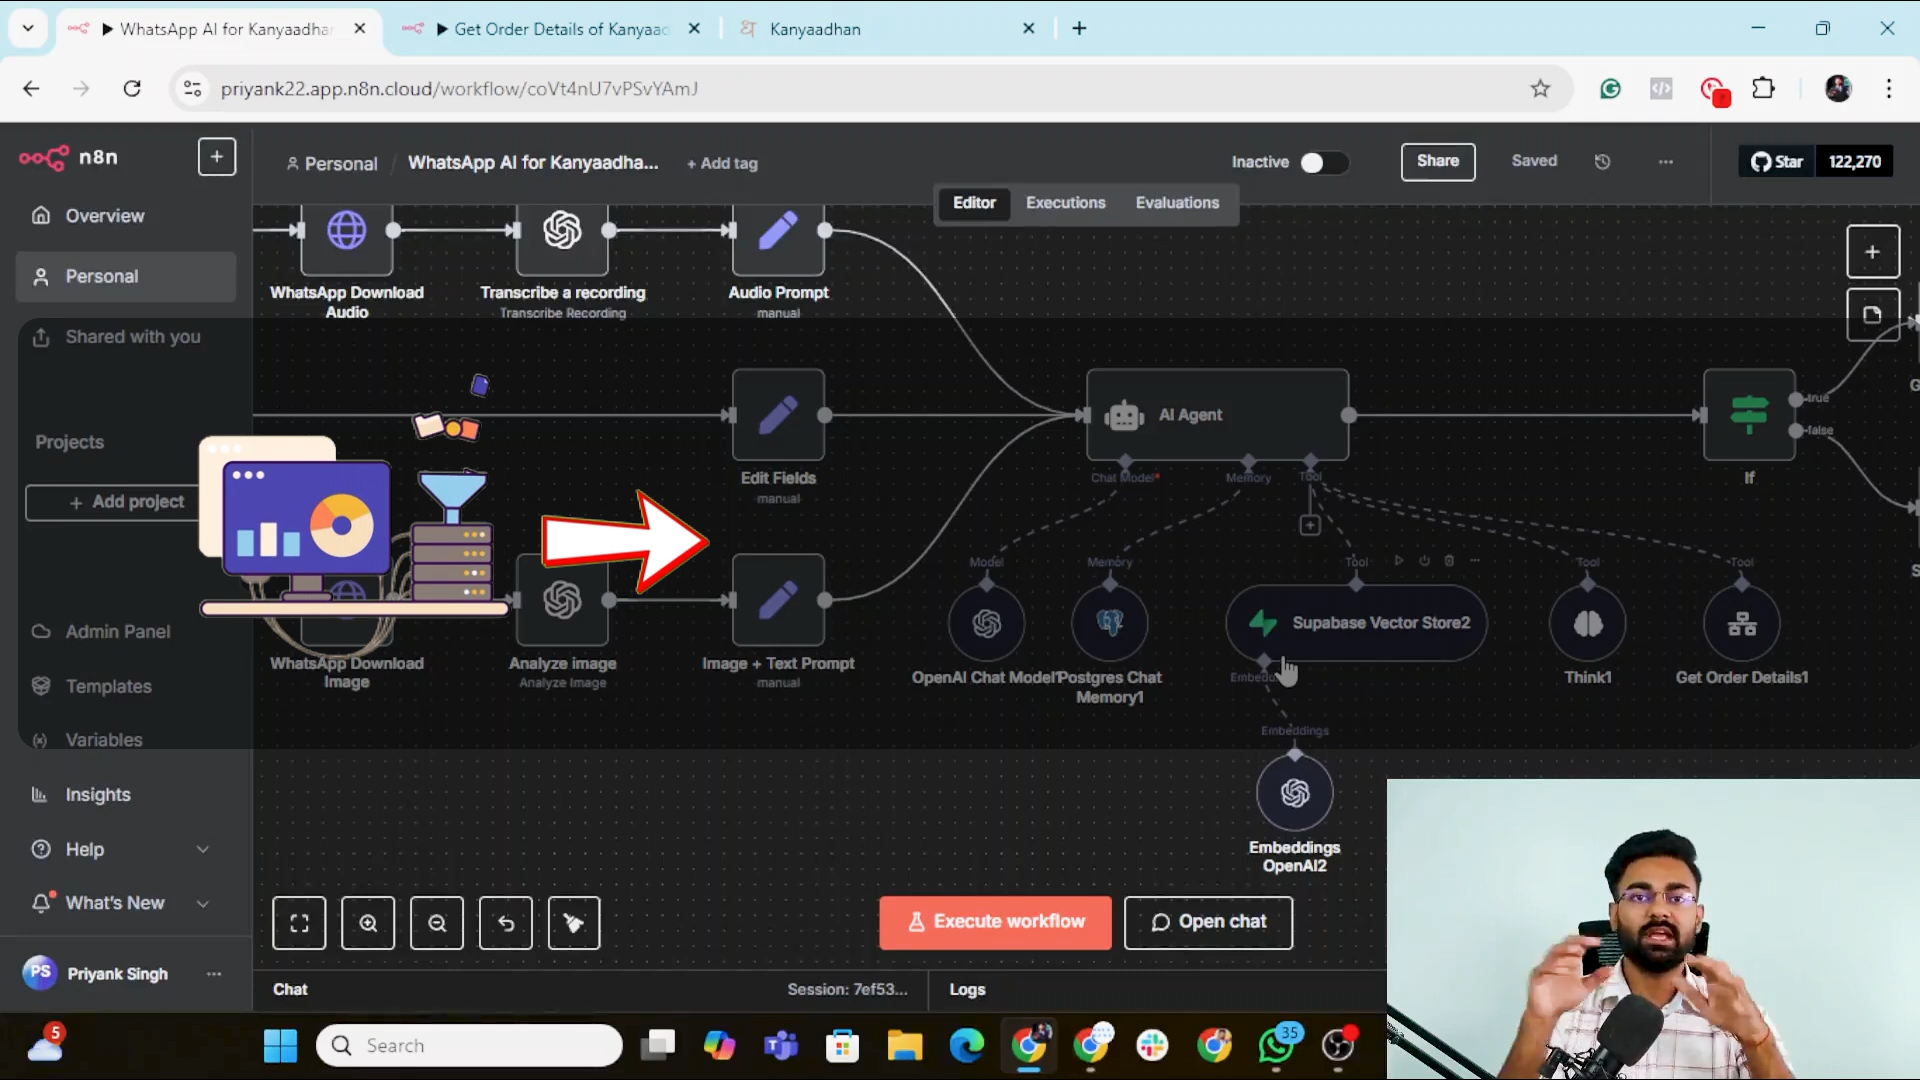 WhatsApp AI for Kanyaadhan
Get Order Details of Kanyaad
Kanyaadhan
priyank22.app.n8n.cloud/workflow/coVt4nU7vPSvYAmJ
n8n
Personal / WhatsApp AI for Kanyaadha... + Add tag
Inactive
Share
Saved
Star 122,270
Editor Executions Evaluations
Overview
Personal
Shared with you
Projects
+ Add project
Admin Panel
Templates
Variables
Insights
Help
What's New
PS Priyank Singh
WhatsApp Download
Audio
Transcribe a recording
Transcribe Recording
Audio Prompt
manual
Edit Fields
manual
AI Agent
Chat Model*
Memory
Tool
true
false
If
WhatsApp Download
Image
Analyze image
Analyze Image
Image + Text Prompt
manual
Model
Memory
Tool
Tool
Tool
Supabase Vector Store2
OpenAI Chat Model1
Postgres Chat
Memory1
Think1
Get Order Details1
Embeddings
Embeddings
OpenAI2
Execute workflow
Open chat
Chat
Session: 7ef53...
Logs
5
Search
35